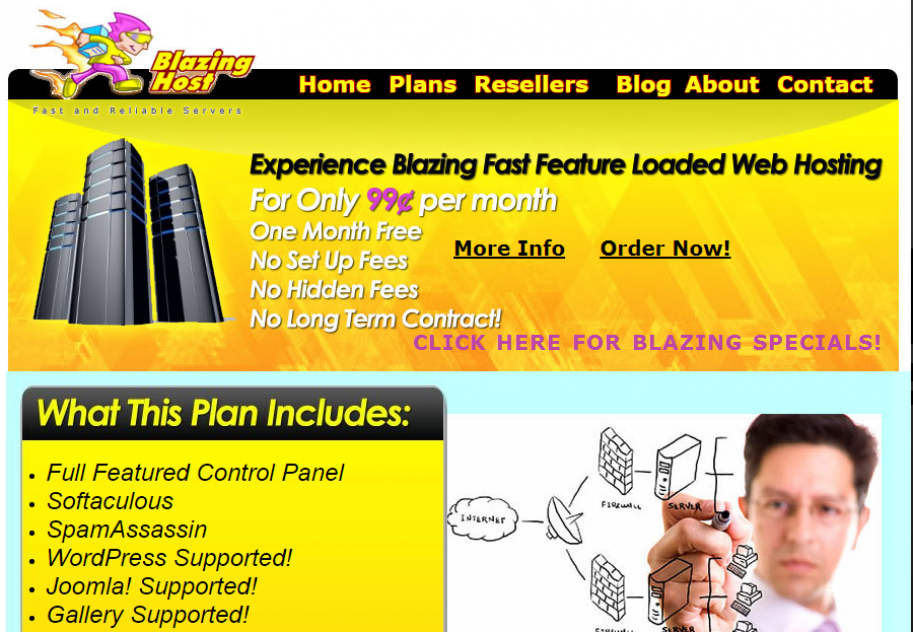 Blazing
Host
Fast and Reliable Servers
Home Plans Resellers Blog About Contact
Experience Blazing Fast Feature Loaded Web Hosting
For Only 99¢ per month
One Month Free
No Set Up Fees
No Hidden Fees
No Long Term Contract!
More Info Order Now!
CLICK HERE FOR BLAZING SPECIALS!
What This Plan Includes:
Full Featured Control Panel
Softaculous
SpamAssassin
WordPress Supported!
Joomla! Supported!
Gallery Supported!
INTERNET
FIREWALL
SERVER
FIREWALL
SERVER